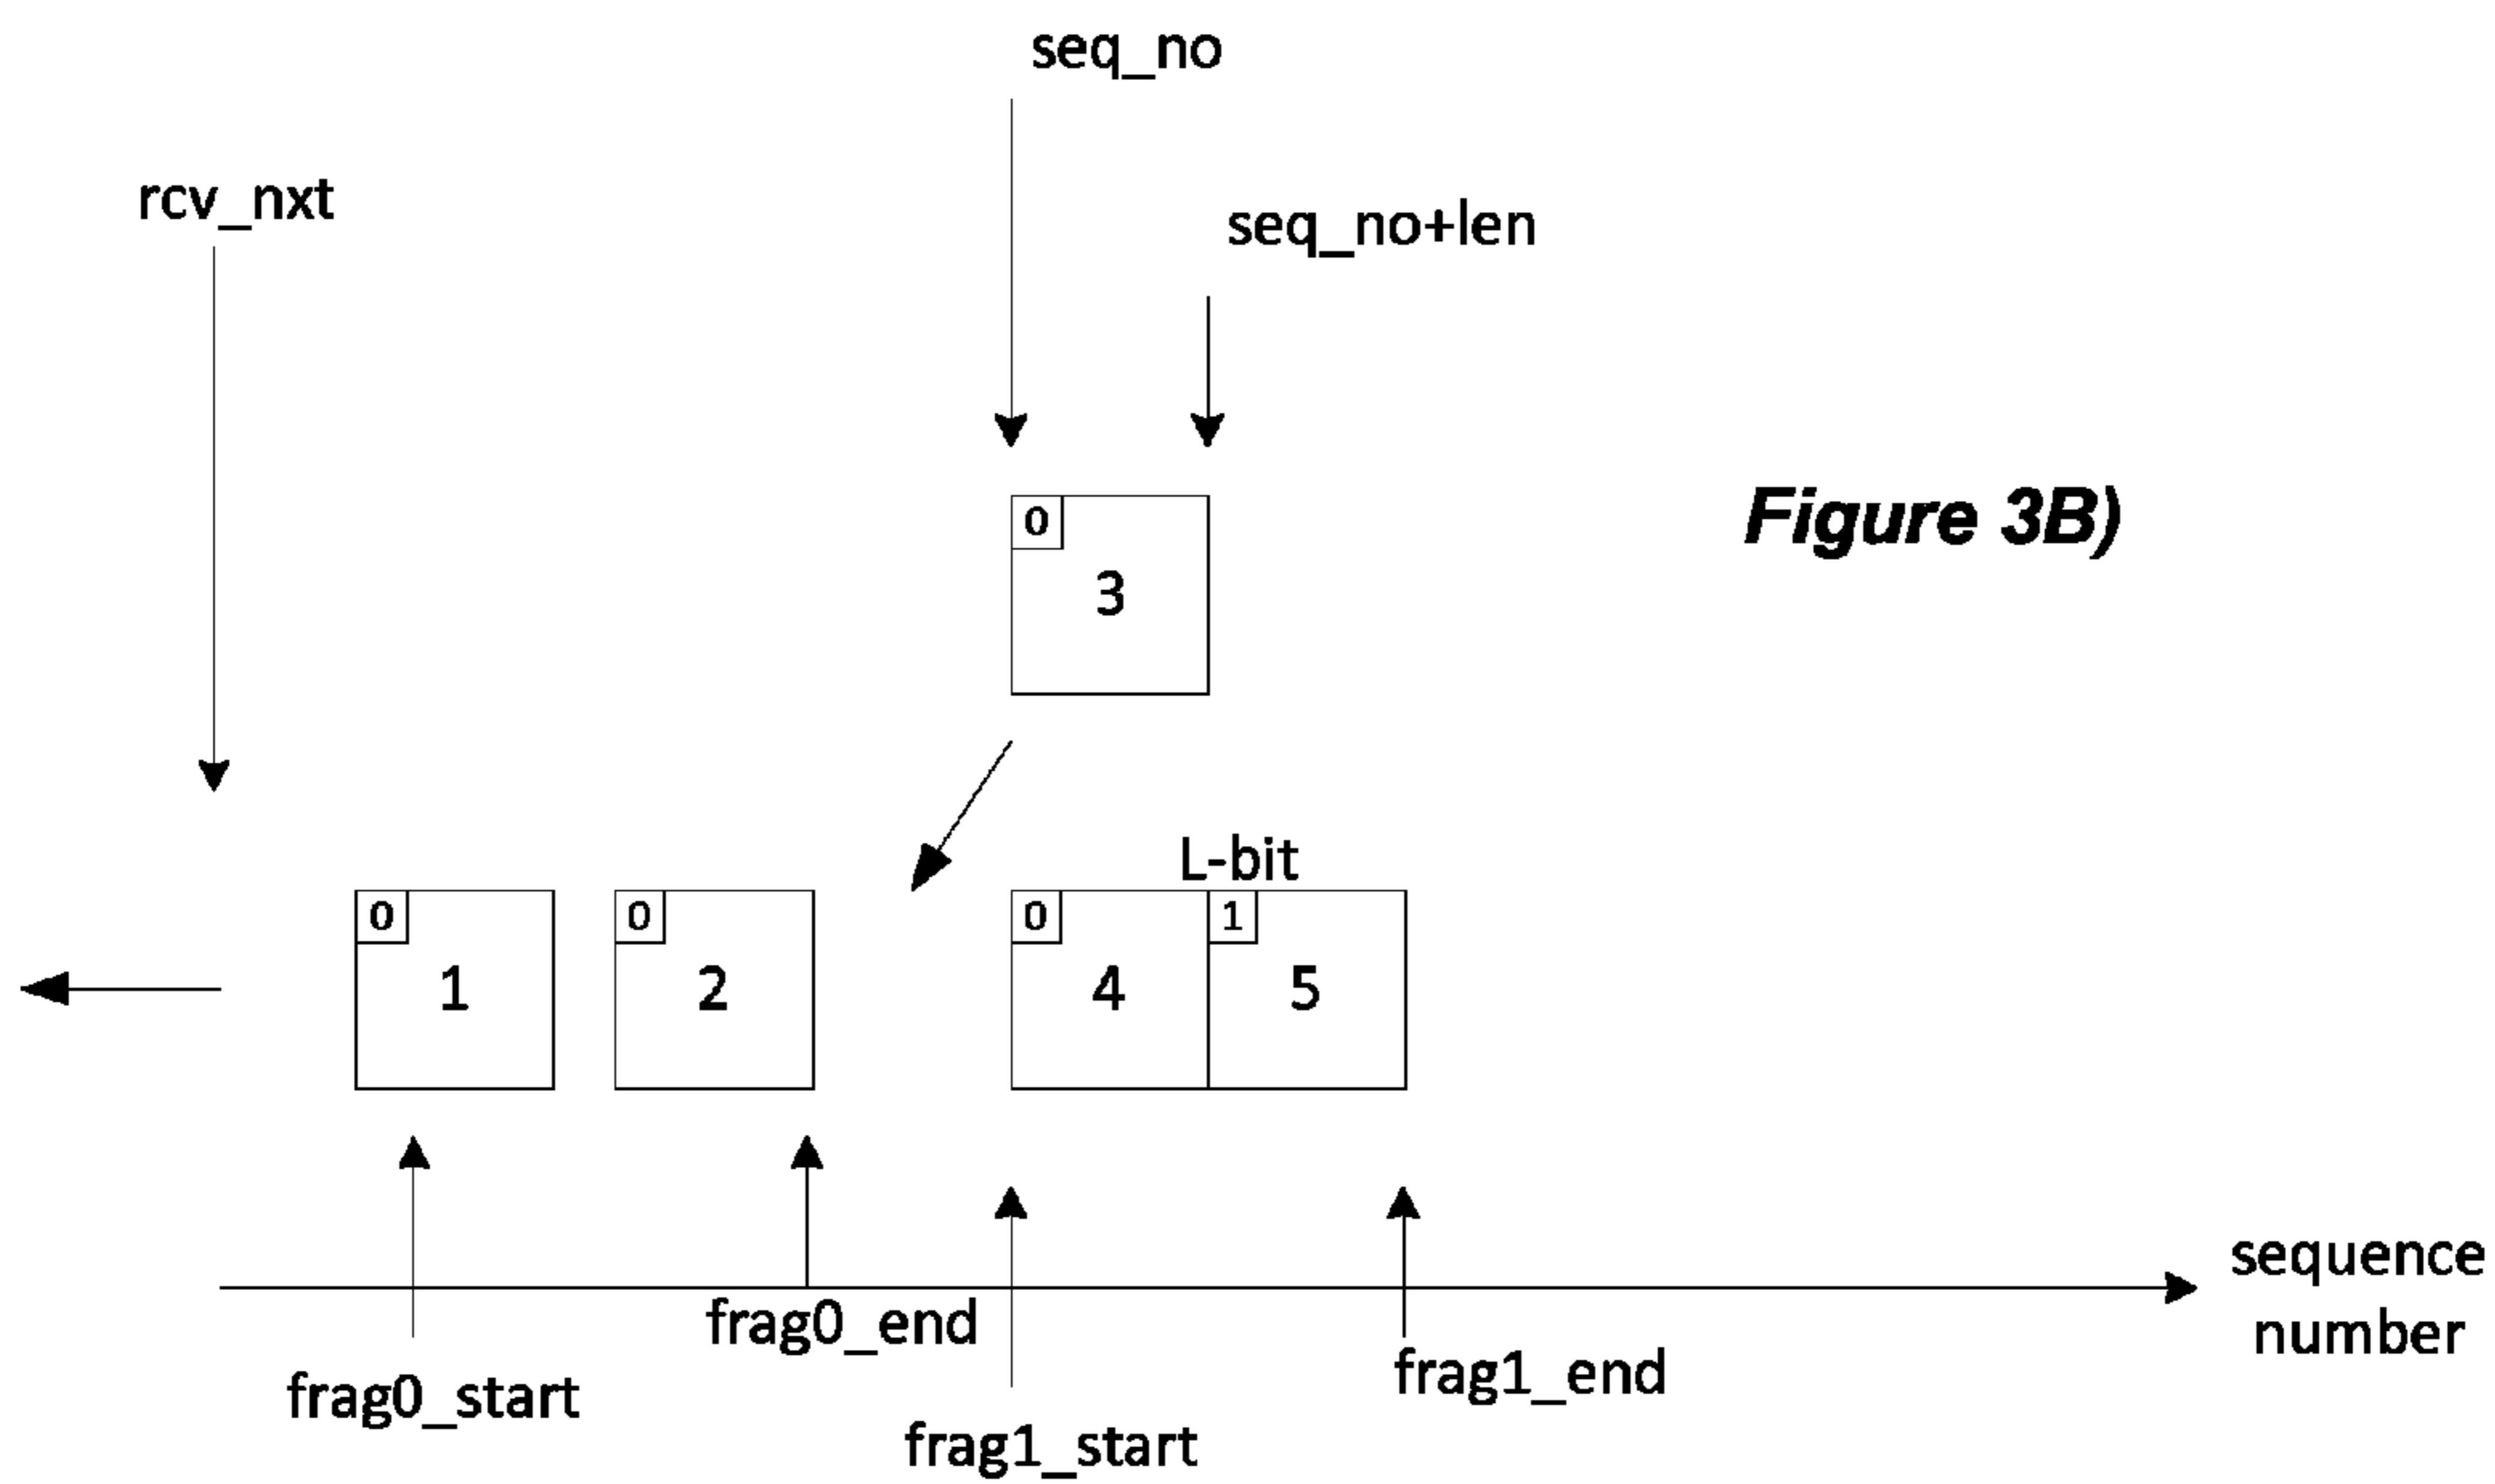 seq_no
rcv_nxt
seq_no+len
Figure 3B)
0
3
L-bit
0
0
0
1
1
2
4
5
sequence
number
frag0_end
frag0_start
frag1_end
frag1_start